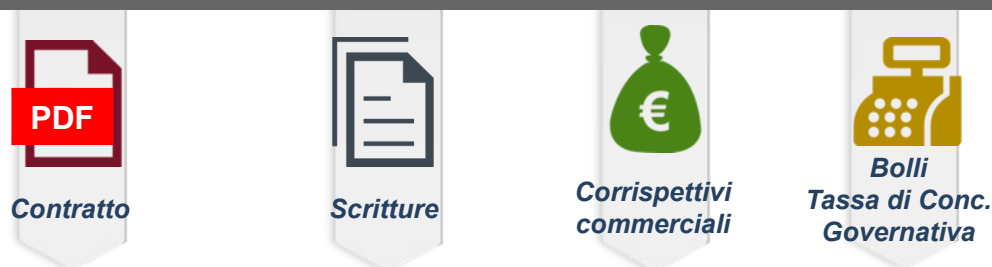 PDF
Contratto
Scritture
€
Corrispettivi
commerciali
Bolli
Tassa di Conc.
Governativa